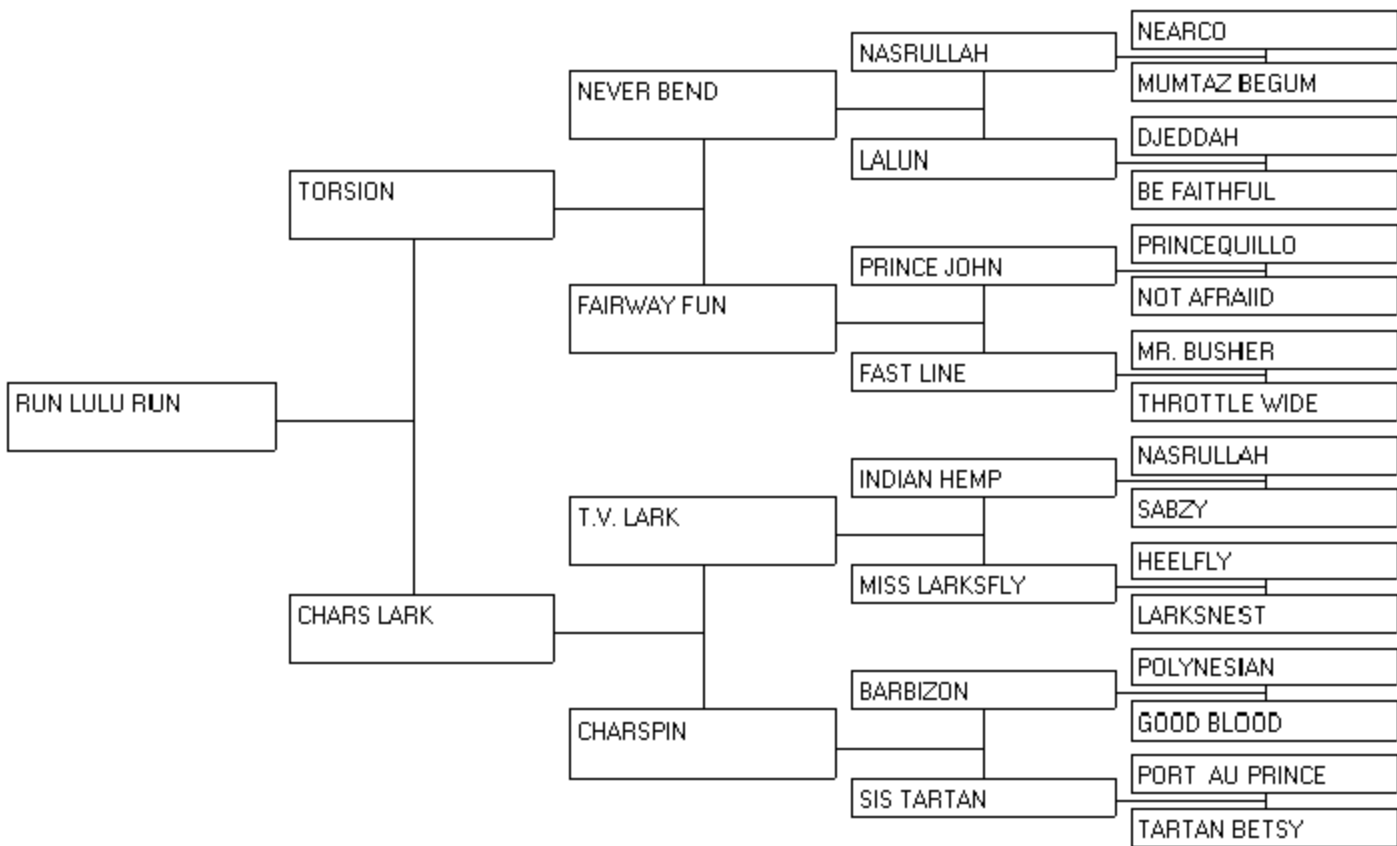 NEARCO
NASRULLAH
MUMTAZ BEGUM
NEVER BEND
DJEDDAH
LALUN
BE FAITHFUL
TORSION
PRINCEQUILLO
PRINCE JOHN
NOT AFRAIID
FAIRWAY FUN
MR. BUSHER
FAST LINE
THROTTLE WIDE
RUN LULU RUN
NASRULLAH
INDIAN HEMP
SABZY
T.V. LARK
HEELFLY
MISS LARKSFLY
LARKSNEST
CHARS LARK
POLYNESIAN
BARBIZON
GOOD BLOOD
CHARSPIN
PORT AU PRINCE
SIS TARTAN
TARTAN BETSY